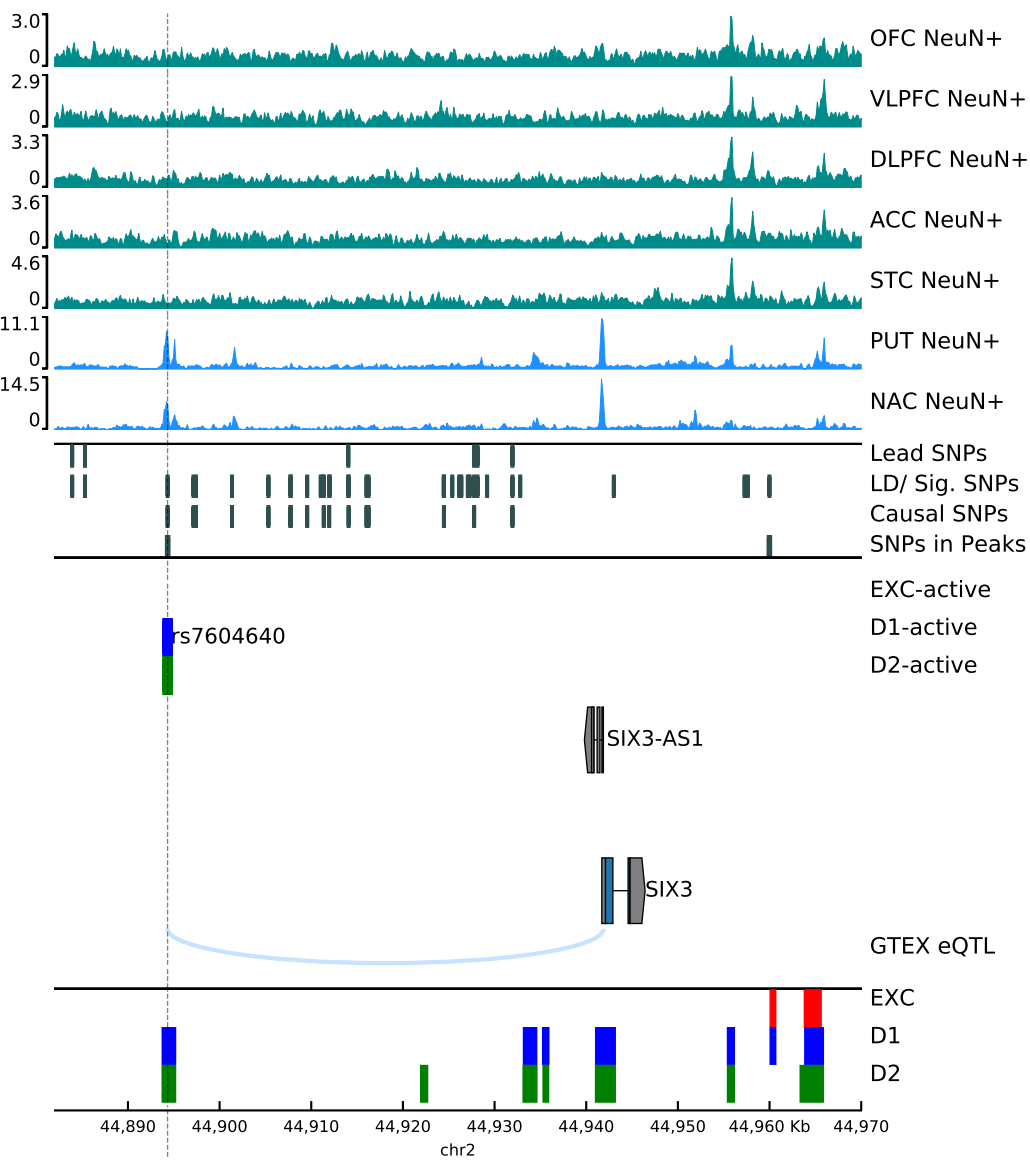 3.0
0
OFC NeuN+
2.9
0
VLPFC NeuN+
3.3
0
DLPFC NeuN+
3.6
0
ACC NeuN+
4.6
0
STC NeuN+
11.1
0
PUT NeuN+
14.5
0
NAC NeuN+
Lead SNPs
LD/ Sig. SNPs
Causal SNPs
SNPs in Peaks
EXC-active
D1-active
rs7604640
D2-active
SIX3-AS1
SIX3
GTEX eQTL
EXC
D1
D2
44,890 44,900 44,910 44,920 44,930 44,940 44,950 44,960 Kb 44,970
chr2